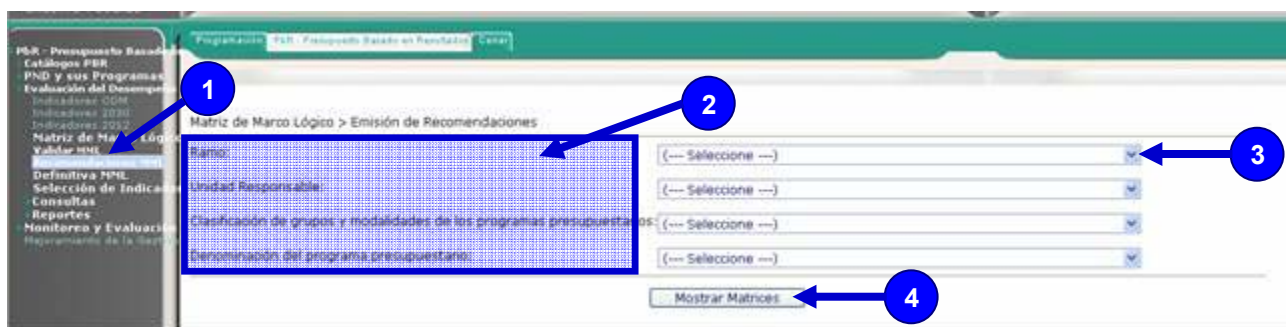 Programación PbR - Presupuesto Basado en Resultados Cerrar
PbR - Presupuesto Basado
Catálogos PBR
PND y sus Programas
Evaluación del Desempeño
Indicadores ODM
Indicadores 2030
Indicadores 2012
Matriz de Marco Lógico
Validar MML
Recomendaciones MML
Definitiva MML
Selección de Indica
Consultas
Reportes
Monitoreo y Evaluació
Mejoramiento de la Gesti
1
2
Matriz de Marco Lógico > Emisión de Recomendaciones
Ramo: (--- Seleccione ---)
3
Unidad Responsable: (--- Seleccione ---)
Clasificación de grupos y modalidades de los programas presupuestarios: (--- Seleccione ---)
Denominación del programa presupuestario: (--- Seleccione ---)
Mostrar Matrices
4